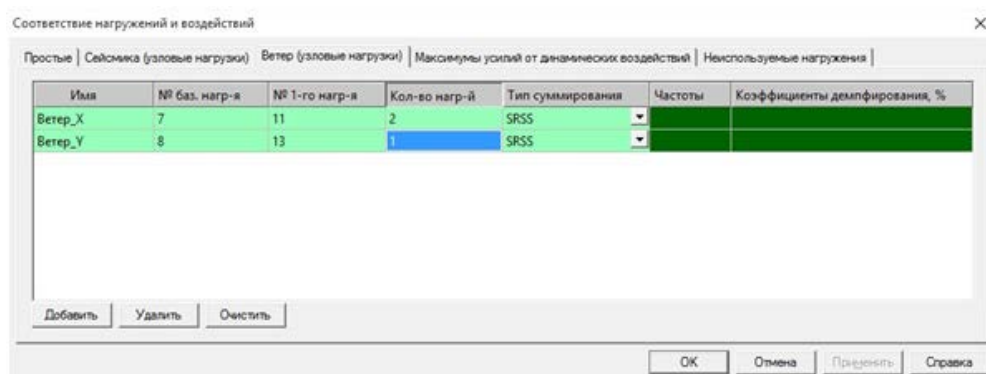 Соответствие нагружений и воздействий
Простые | Сейсмика (узловые нагрузки) | Ветер (узловые нагрузки) | Максимумы усилий от динамических воздействий | Неиспользуемые нагружения
Имя № баз. нагр-я № 1-го нагр-я Кол-во нагр-й Тип суммирования Частоты Коэффициенты демпфирования, %
Ветер_X 7 11 2 SRSS
Ветер_Y 8 13 1 SRSS
Добавить Удалить Очистить
OK Отмена Применить Справка